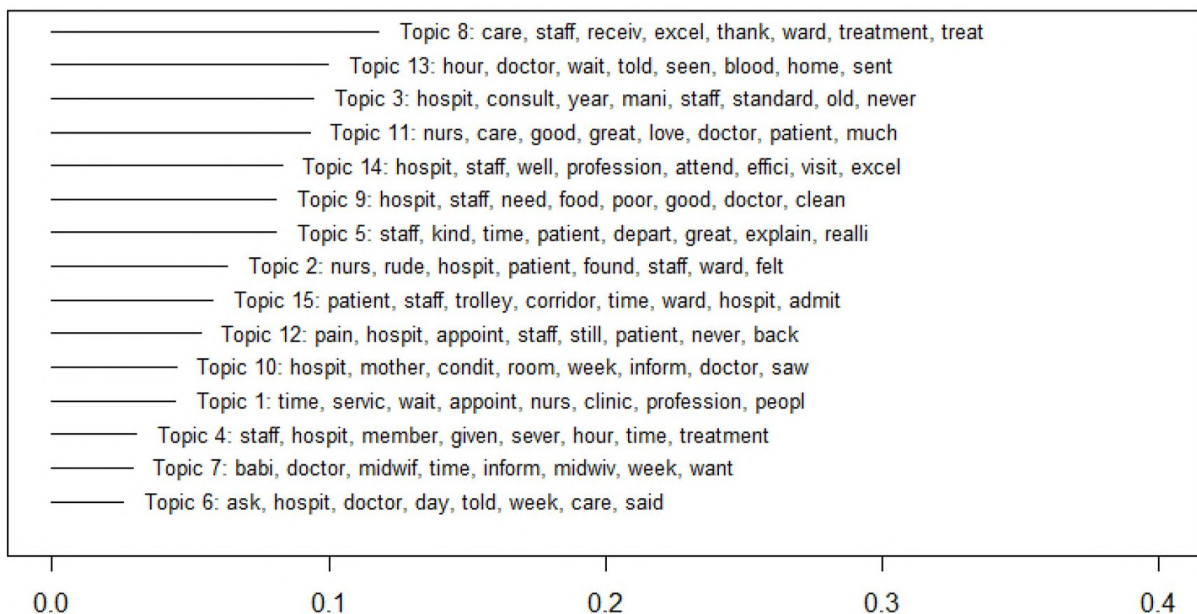 Topic 8: care, staff, receiv, excel, thank, ward, treatment, treat
Topic 13: hour, doctor, wait, told, seen, blood, home, sent
Topic 3: hospit, consult, year, mani, staff, standard, old, never
Topic 11: nurs, care, good, great, love, doctor, patient, much
Topic 14: hospit, staff, well, profession, attend, effici, visit, excel
Topic 9: hospit, staff, need, food, poor, good, doctor, clean
Topic 5: staff, kind, time, patient, depart, great, explain, realli
Topic 2: nurs, rude, hospit, patient, found, staff, ward, felt
Topic 15: patient, staff, trolley, corridor, time, ward, hospit, admit
Topic 12: pain, hospit, appoint, staff, still, patient, never, back
Topic 10: hospit, mother, condit, room, week, inform, doctor, saw
Topic 1: time, servic, wait, appoint, nurs, clinic, profession, peopl
Topic 4: staff, hospit, member, given, sever, hour, time, treatment
Topic 7: babi, doctor, midwif, time, inform, midwiv, week, want
Topic 6: ask, hospit, doctor, day, told, week, care, said
0.0 0.1 0.2 0.3 0.4